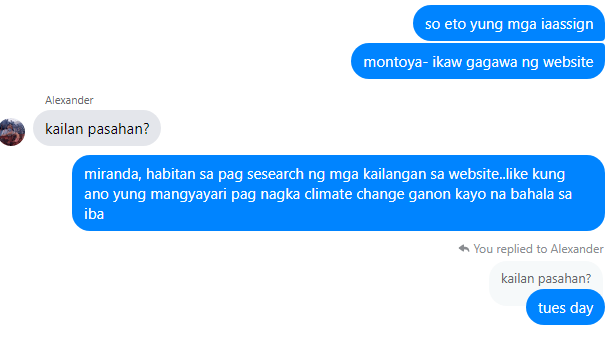 so eto yung mga iaassign
montoya- ikaw gagawa ng website
Alexander
kailan pasahan?
miranda, habitan sa pag sesearch ng mga kailangan sa website..like kung
ano yung mangyayari pag nagka climate change ganon kayo na bahala sa
iba
You replied to Alexander
kailan pasahan?
tues day